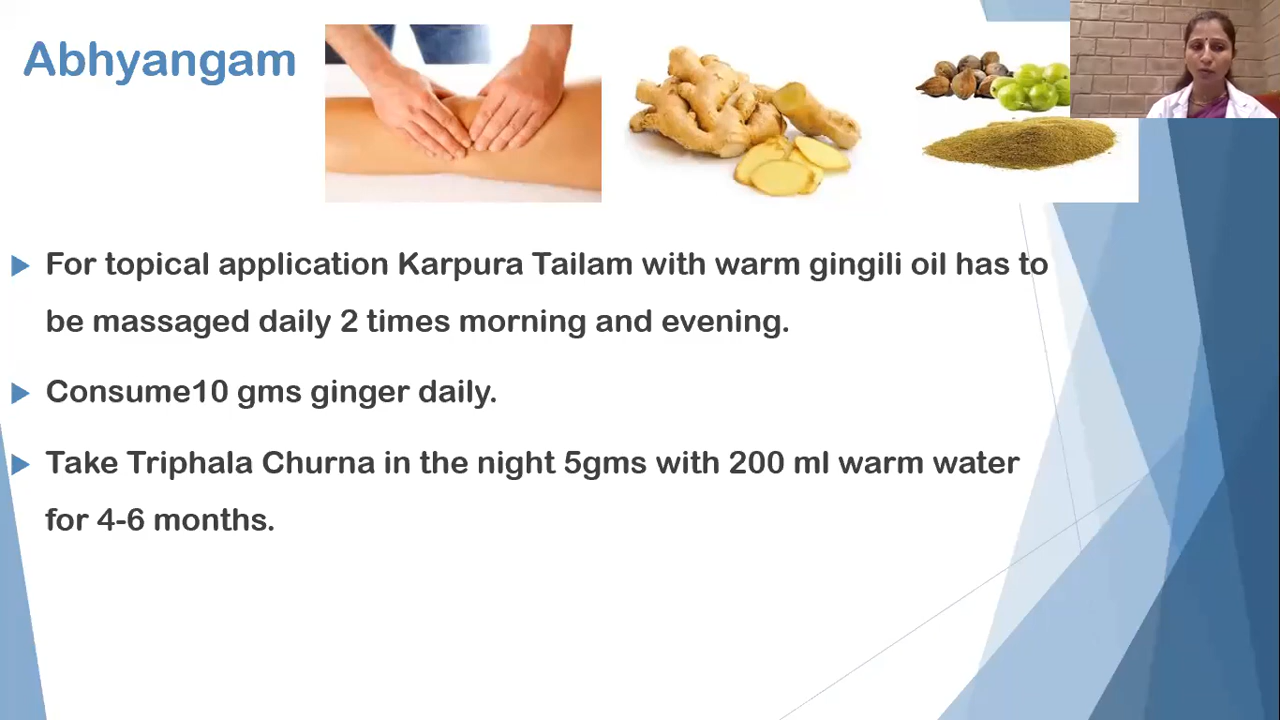 Abhyangam
For topical application Karpura Tailam with warm gingili oil has to
be massaged daily 2 times morning and evening.
Consume10 gms ginger daily.
Take Triphala Churna in the night 5gms with 200 ml warm water
for 4-6 months.